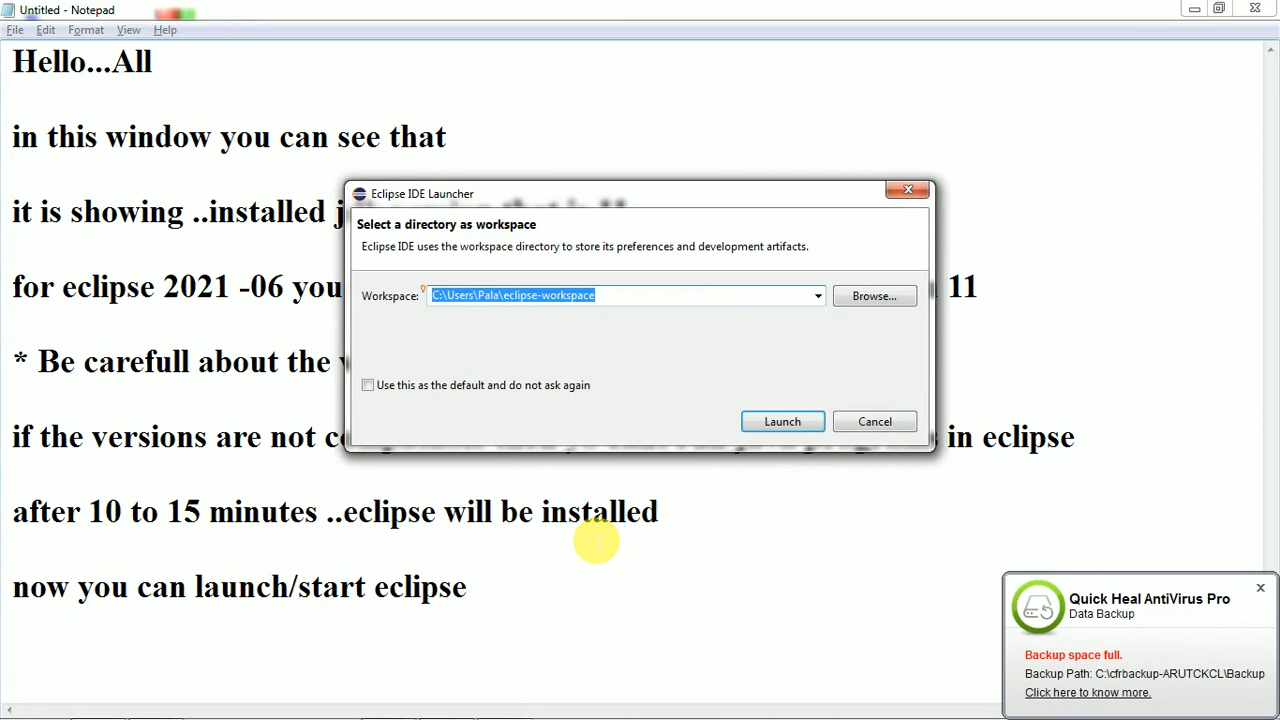 Untitled - Notepad
File Edit Format View Help
Hello...All
in this window you can see that
it is showing ..installed
for eclipse 2021 -06 you 11
* Be carefull about the
if the versions are not in eclipse
after 10 to 15 minutes ..eclipse will be installed
now you can launch/start eclipse
Eclipse IDE Launcher
Select a directory as workspace
Eclipse IDE uses the workspace directory to store its preferences and development artifacts.
Workspace: C:\Users\Pala\eclipse-workspace Browse...
Use this as the default and do not ask again
Launch Cancel
Quick Heal AntiVirus Pro
Data Backup
Backup space full.
Backup Path: C:\cfrbackup-ARUTCKCL\Backup
Click here to know more.